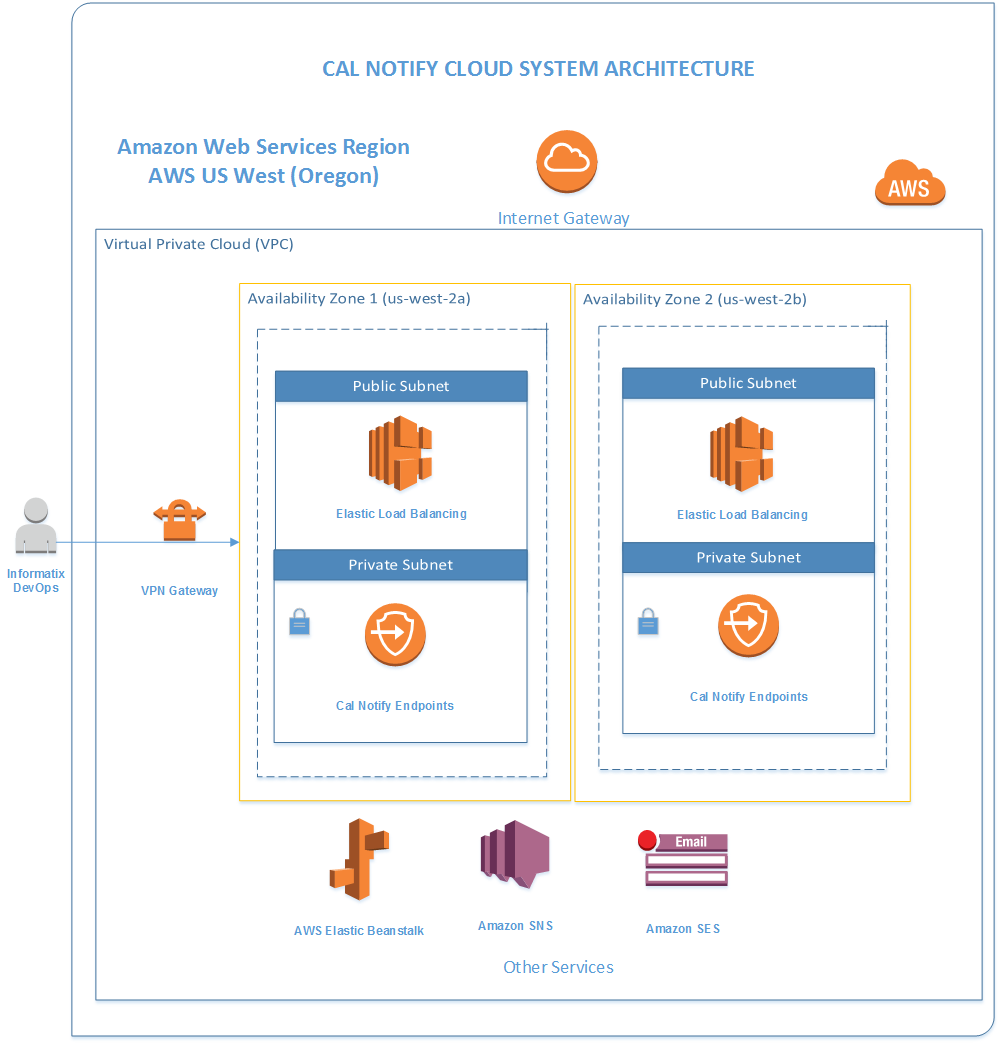 CAL NOTIFY CLOUD SYSTEM ARCHITECTURE
Amazon Web Services Region
AWS US West (Oregon)
AWS
Internet Gateway
Virtual Private Cloud (VPC)
Availability Zone 1 (us-west-2a)
Availability Zone 2 (us-west-2b)
Public Subnet
Public Subnet
Elastic Load Balancing
Elastic Load Balancing
Private Subnet
Private Subnet
Informatix
DevOps
VPN Gateway
Cal Notify Endpoints
Cal Notify Endpoints
Email
AWS Elastic Beanstalk
Amazon SNS
Amazon SES
Other Services